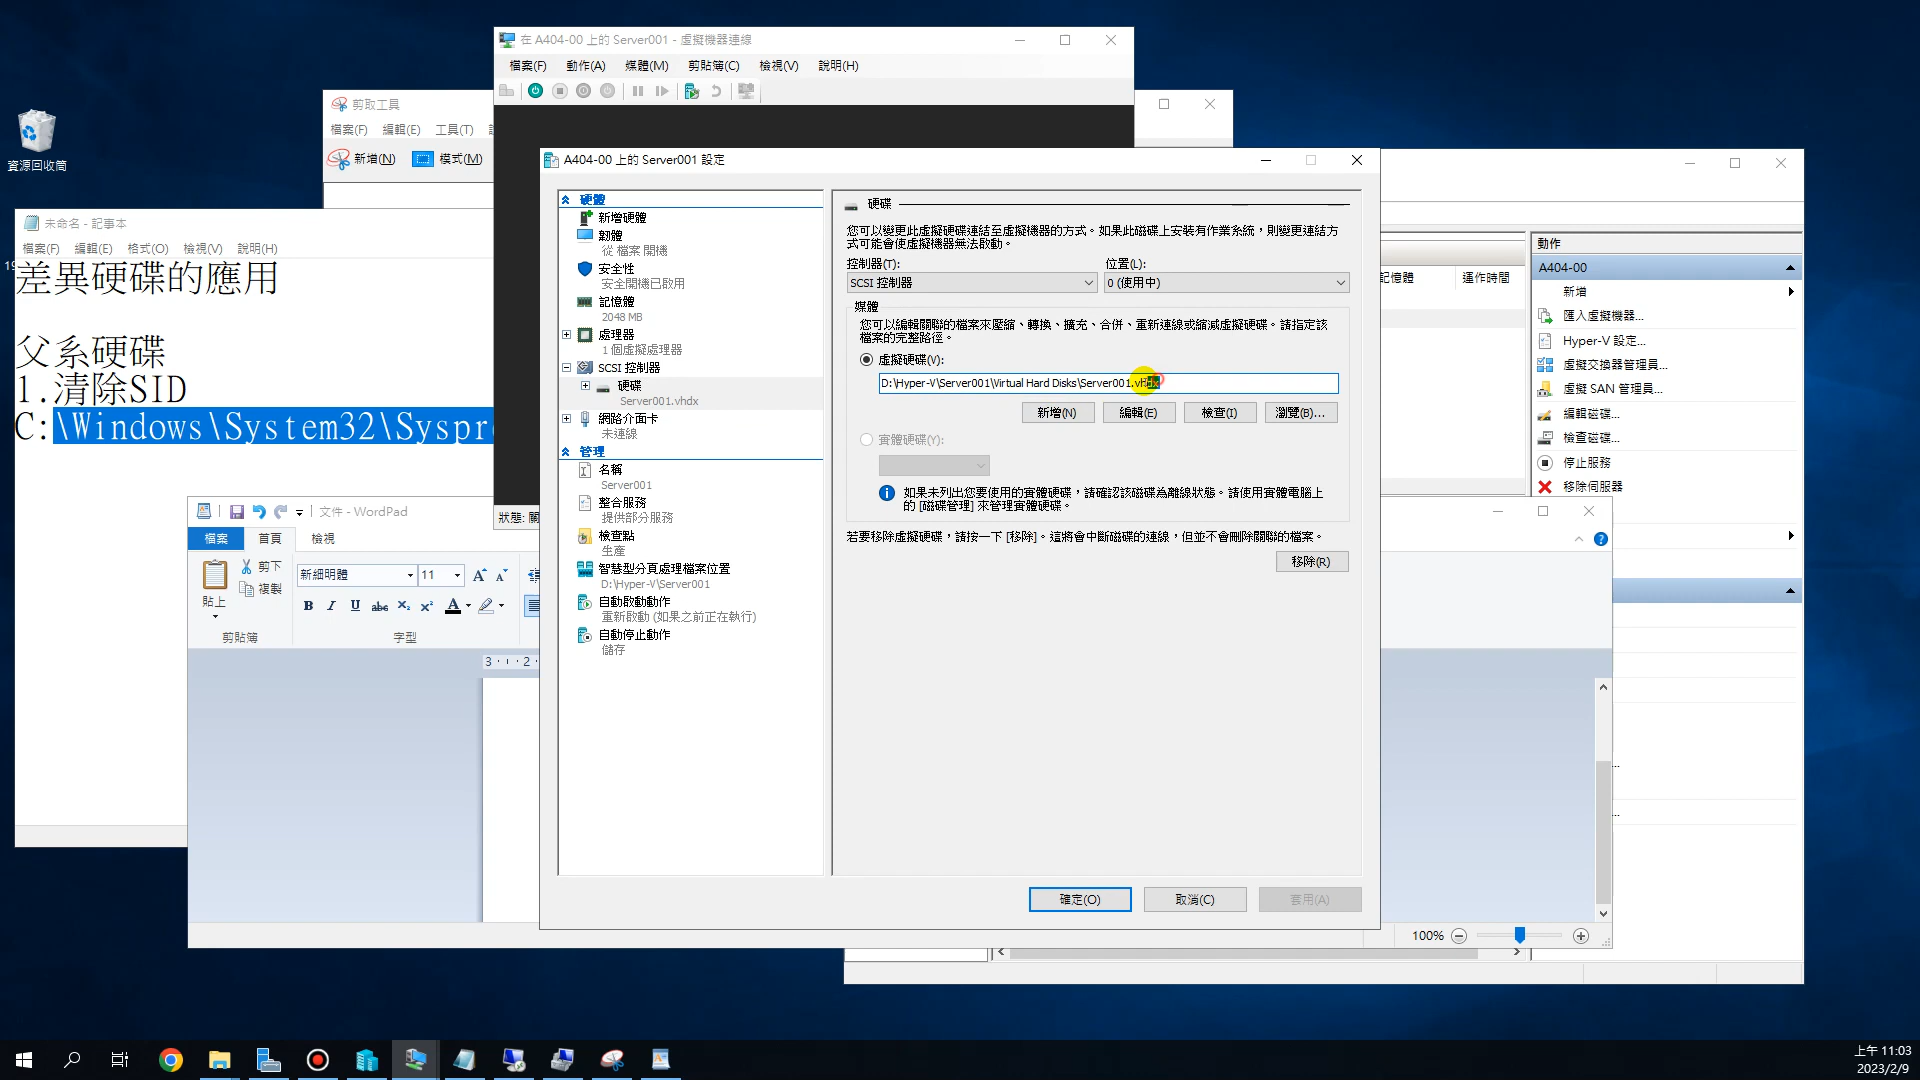 在 A404-00 上的 Server001 - 虛擬機器連線
檔案(F) 動作(A) 媒體(M) 剪貼簿(C) 檢視(V) 說明(H)
資源回收筒
剪取工具
檔案(F) 編輯(E) 工具(T)
新增(N) 模式(M)
未命名 - 記事本
檔案(F) 編輯(E) 格式(O) 檢視(V) 說明(H)
差異硬碟的應用
父系硬碟
1.清除SID
C:\Windows\System32\Syspr
狀態: 關
文件 - WordPad
檔案 首頁 檢視
貼上
剪下
複製
剪貼簿
新細明體 11
B I U abc X₂ X² A
字型
3 · ı · 2 ·
A404-00 上的 Server001 設定
硬體
新增硬體
韌體
從 檔案 開機
安全性
安全開機已啟用
記憶體
2048 MB
處理器
1 個虛擬處理器
SCSI 控制器
硬碟
Server001.vhdx
網路介面卡
未連線
管理
名稱
Server001
整合服務
提供部分服務
檢查點
生產
智慧型分頁處理檔案位置
D:\Hyper-V\Server001
自動啟動動作
重新啟動 (如果之前正在執行)
自動停止動作
儲存
硬碟
您可以變更此虛擬硬碟連結至虛擬機器的方式。如果此磁碟上安裝有作業系統，則變更連結方
式可能會使虛擬機器無法啟動。
控制器(T): 位置(L):
SCSI 控制器 0 (使用中)
媒體
您可以編輯關聯的檔案來壓縮、轉換、擴充、合併、重新連線或縮減虛擬硬碟。請指定該
檔案的完整路徑。
虛擬硬碟(V):
D:\Hyper-V\Server001\Virtual Hard Disks\Server001.vhdx
新增(N) 編輯(E) 檢查(I) 瀏覽(B)...
實體硬碟(Y):
如果未列出您要使用的實體硬碟，請確認該磁碟為離線狀態。請使用實體電腦上
的 [磁碟管理] 來管理實體硬碟。
若要移除虛擬硬碟，請按一下 [移除]。這將會中斷磁碟的連線，但並不會刪除關聯的檔案。
移除(R)
確定(O) 取消(C) 套用(A)
記憶體 運作時間
動作
A404-00
新增
匯入虛擬機器...
Hyper-V 設定...
虛擬交換器管理員...
虛擬 SAN 管理員...
編輯磁碟...
檢查磁碟...
停止服務
移除伺服器
100%
上午 11:03
2023/2/9